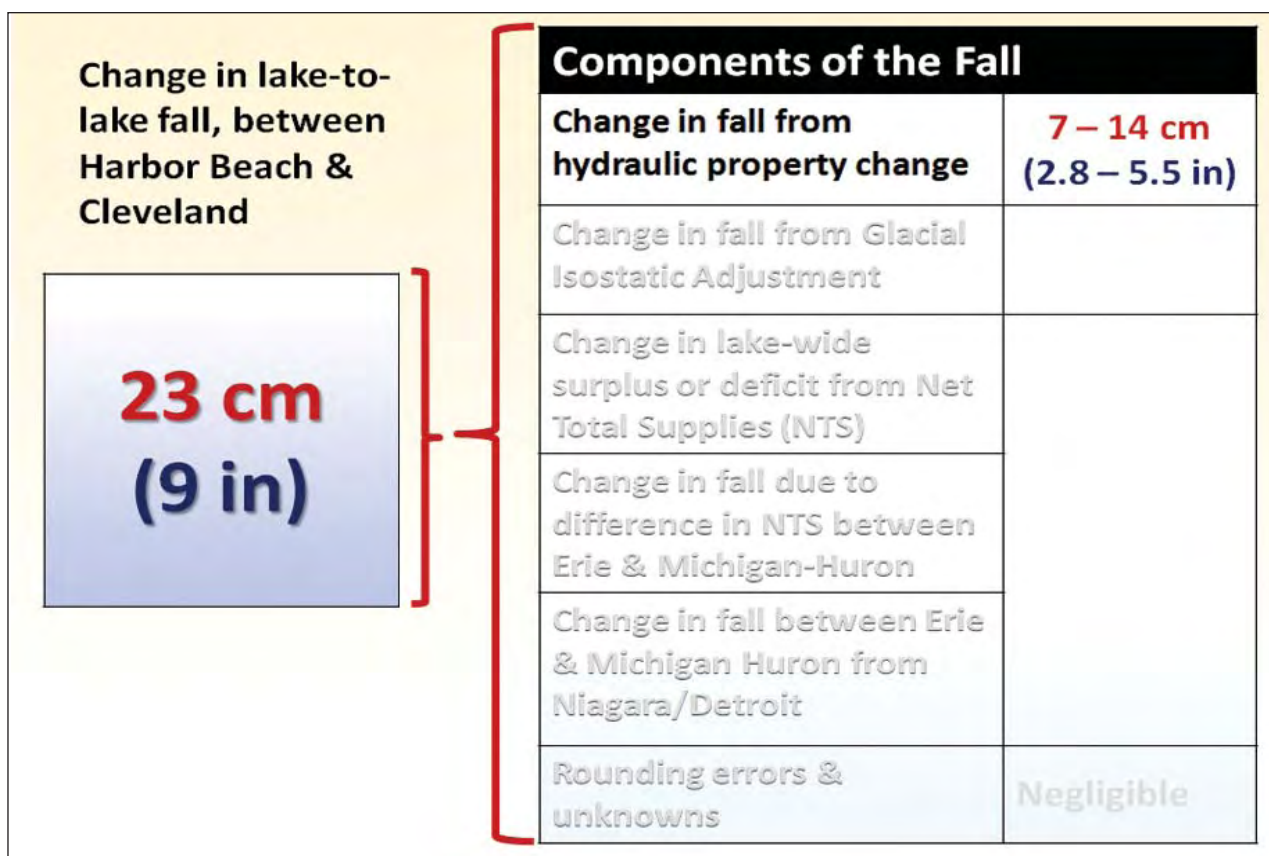 Change in lake-to-
lake fall, between
Harbor Beach &
Cleveland
23 cm
(9 in)
Components of the Fall
Change in fall from
hydraulic property change
7 – 14 cm
(2.8 – 5.5 in)
Change in fall from Glacial
Isostatic Adjustment
Change in lake-wide
surplus or deficit from Net
Total Supplies (NTS)
Change in fall due to
difference in NTS between
Erie & Michigan-Huron
Change in fall between Erie
& Michigan Huron from
Niagara/Detroit
Rounding errors &
unknowns
Negligible